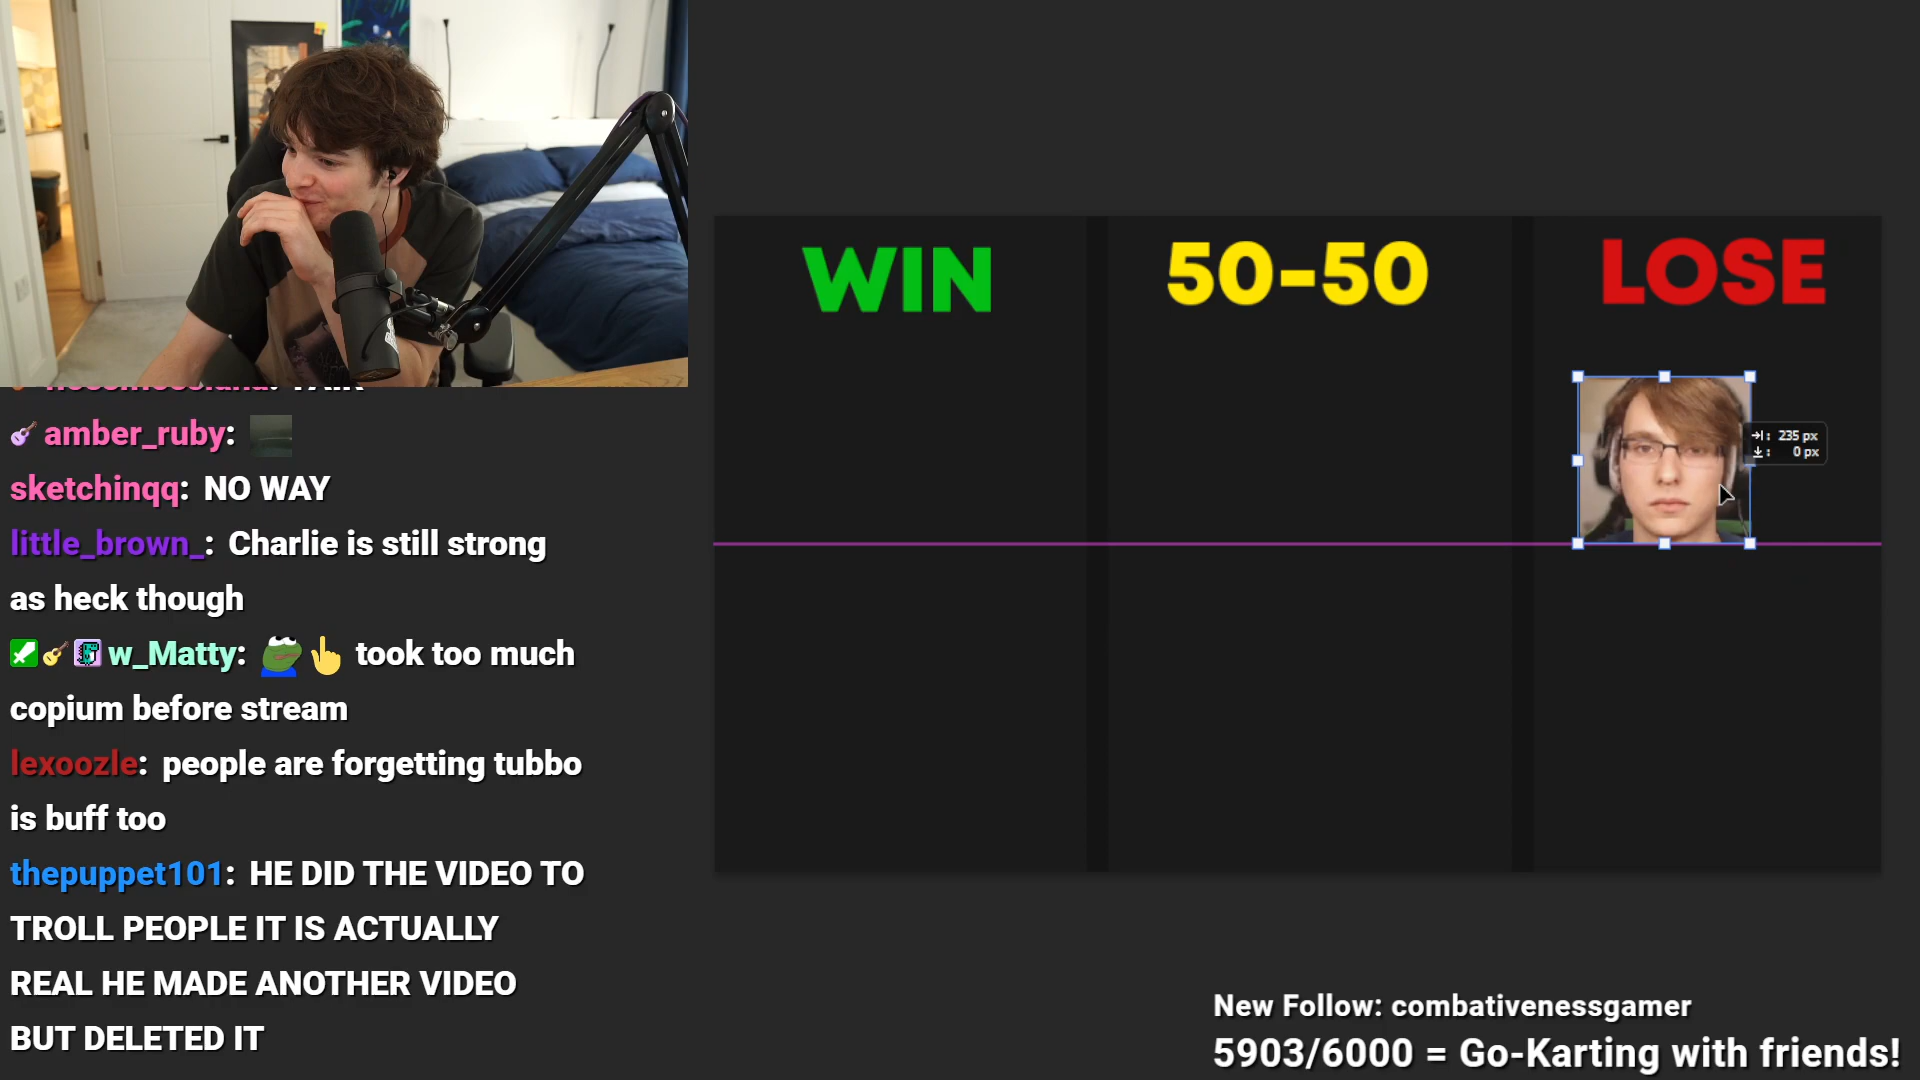 amber_ruby:
sketchinqq: NO WAY
little_brown_: Charlie is still strong
as heck though
w_Matty: took too much
copium before stream
lexoozle: people are forgetting tubbo
is buff too
thepuppet101: HE DID THE VIDEO TO
TROLL PEOPLE IT IS ACTUALLY
REAL HE MADE ANOTHER VIDEO
BUT DELETED IT
WIN
50-50
LOSE
→|: 235 px
↓: 0 px
New Follow: combativenessgamer
5903/6000 = Go-Karting with friends!